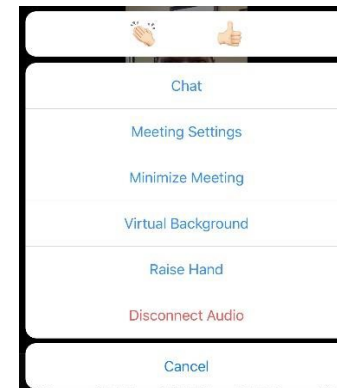 Chat
Meeting Settings
Minimize Meeting
Virtual Background
Raise Hand
Disconnect Audio
Cancel